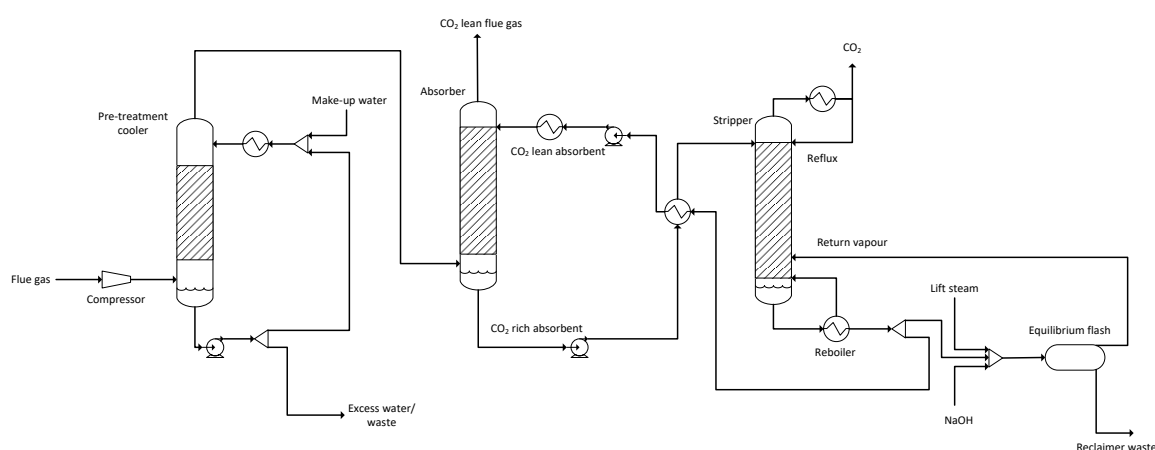 CO₂ lean flue gas
CO₂
Absorber
Make-up water
Pre-treatment
cooler
Stripper
CO₂ lean absorbent
Reflux
Return vapour
Flue gas
Compressor
Lift steam
CO₂ rich absorbent
Equilibrium flash
Reboiler
Excess water/
waste
NaOH
Reclaimer waste